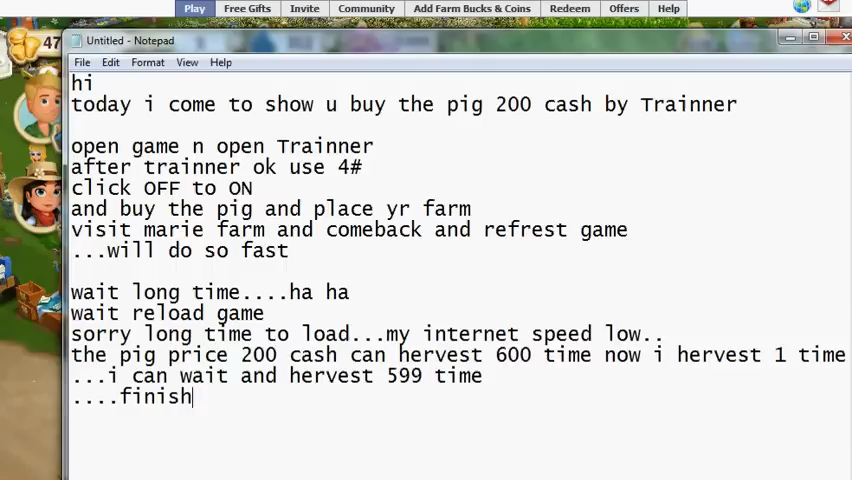 Play Free Gifts Invite Community Add Farm Bucks & Coins Redeem Offers Help
47
Untitled - Notepad
File Edit Format View Help
hi
today i come to show u buy the pig 200 cash by Trainner
open game n open Trainner
after trainner ok use 4#
click OFF to ON
and buy the pig and place yr farm
visit marie farm and comeback and refrest game
...will do so fast
wait long time....ha ha
wait reload game
sorry long time to load...my internet speed low..
the pig price 200 cash can hervest 600 time now i hervest 1 time
...i can wait and hervest 599 time
....finish